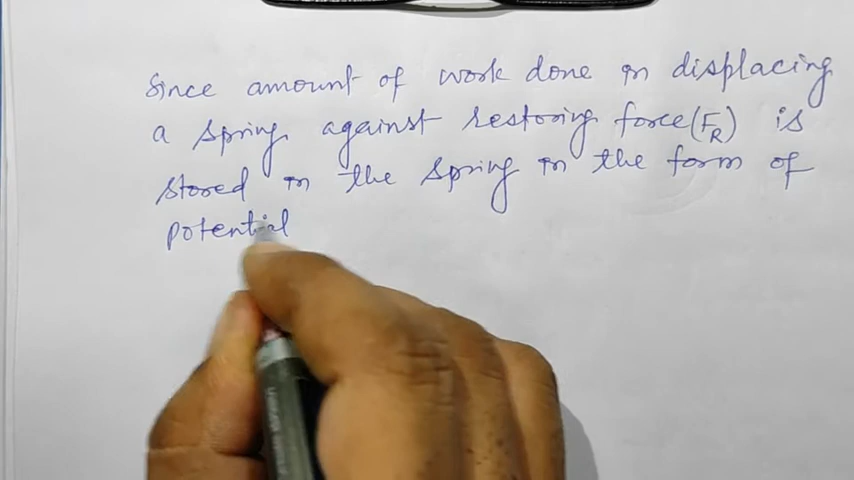 Since amount of work done in displacing
a spring against restoring force(FR) is
stored in the spring in the form of
potential